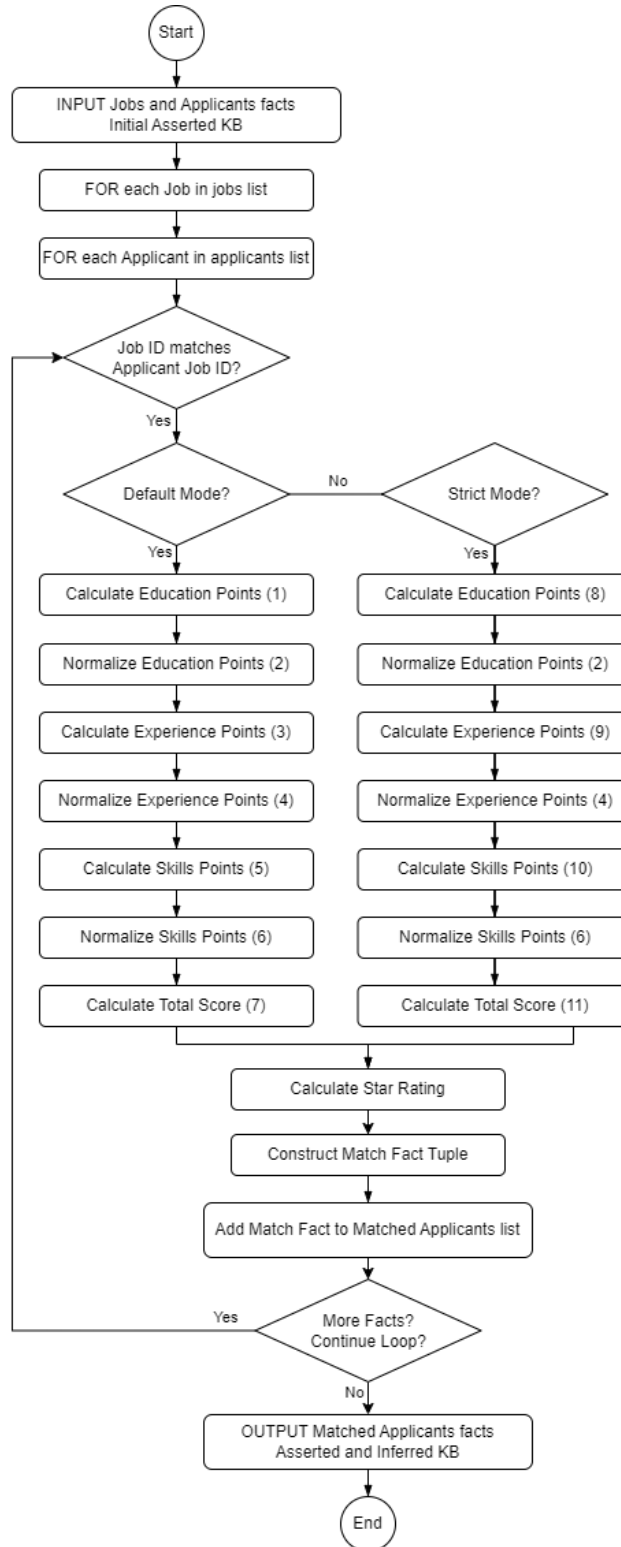 Start
INPUT Jobs and Applicants facts
Initial Asserted KB
FOR each Job in jobs list
FOR each Applicant in applicants list
Job ID matches
Applicant Job ID?
Yes
Default Mode?
No
Strict Mode?
Yes
Yes
Calculate Education Points (1)
Calculate Education Points (8)
Normalize Education Points (2)
Normalize Education Points (2)
Calculate Experience Points (3)
Calculate Experience Points (9)
Normalize Experience Points (4)
Normalize Experience Points (4)
Calculate Skills Points (5)
Calculate Skills Points (10)
Normalize Skills Points (6)
Normalize Skills Points (6)
Calculate Total Score (7)
Calculate Total Score (11)
Calculate Star Rating
Construct Match Fact Tuple
Add Match Fact to Matched Applicants list
Yes
More Facts?
Continue Loop?
No
OUTPUT Matched Applicants facts
Asserted and Inferred KB
End